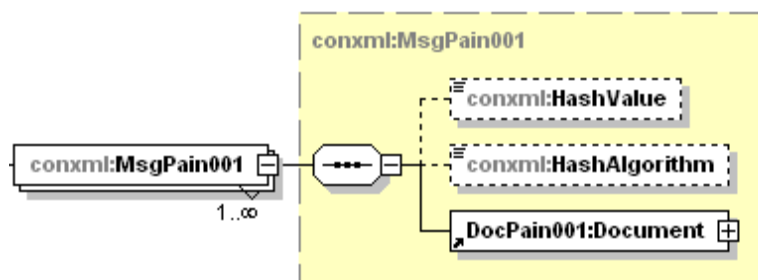 conxml:MsgPain001
conxml:HashValue
conxml:MsgPain001
conxml:HashAlgorithm
1..∞
DocPain001:Document